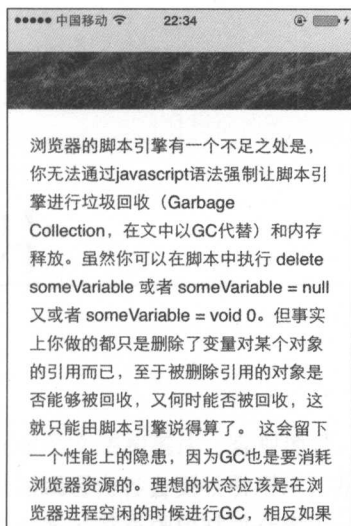 中国移动 22:34
浏览器的脚本引擎有一个不足之处是，
你无法通过javascript语法强制让脚本引
擎进行垃圾回收（Garbage
Collection，在文中以GC代替）和内存
释放。虽然你可以在脚本中执行 delete
someVariable 或者 someVariable = null
又或者 someVariable = void 0。但事实
上你做的都只是删除了变量对某个对象
的引用而已，至于被删除引用的对象是
否能够被回收，又何时能否被回收，这
就只能由脚本引擎说得算了。 这会留下
一个性能上的隐患，因为GC也是要消耗
浏览器资源的。理想的状态应该是在浏
览器进程空闲的时候进行GC，相反如果